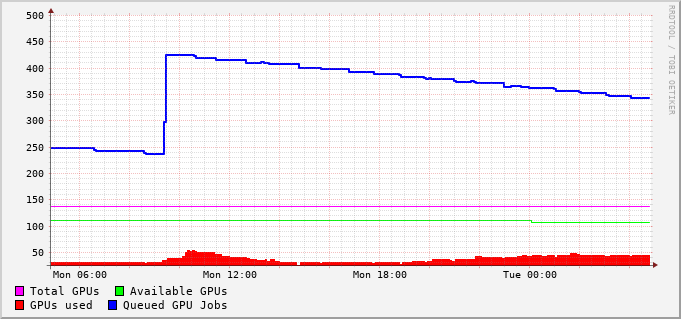 500
450
400
350
300
250
200
150
100
50
Mon 06:00 Mon 12:00 Mon 18:00 Tue 00:00
Total GPUs Available GPUs
GPUs used Queued GPU Jobs
RRDTOOL / TOBI OETIKER